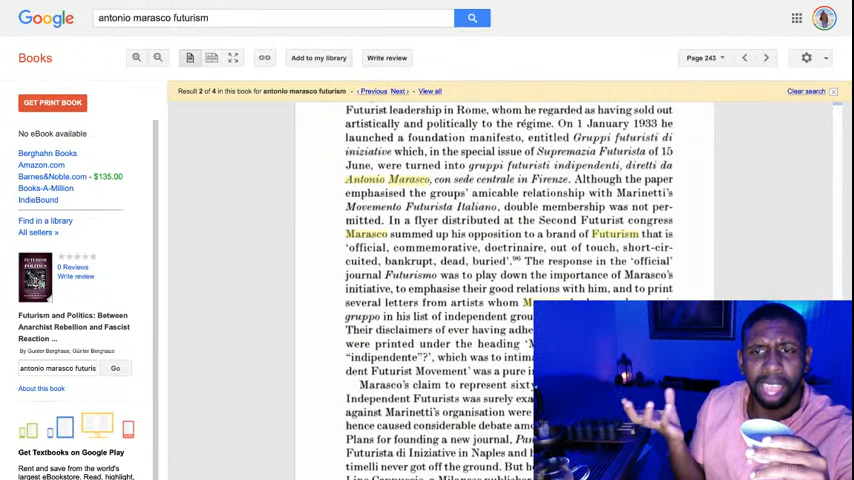 Google
antonio marasco futurism
Books
Add to my library
Write review
Page 243
GET PRINT BOOK
Result 2 of 4 in this book for antonio marasco futurism - ‹ Previous Next › - View all
Clear search
No eBook available
Berghahn Books
Amazon.com
Barnes&Noble.com - $135.00
Books-A-Million
IndieBound
Find in a library
All sellers »
0 Reviews
Write review
Futurism and Politics: Between
Anarchist Rebellion and Fascist
Reaction ...
By Gunter Berghaus, Günter Berghaus
antonio marasco futuris
Go
About this book
Get Textbooks on Google Play
Rent and save from the world's
largest eBookstore. Read, highlight,
Futurist leadership in Rome, whom he regarded as having sold out
artistically and politically to the régime. On 1 January 1933 he
launched a foundation manifesto, entitled Gruppi futuristi di
iniziative which, in the special issue of Supremazia Futurista of 15
June, were turned into gruppi futuristi indipendenti, diretti da
Antonio Marasco, con sede centrale in Firenze. Although the paper
emphasised the groups' amicable relationship with Marinetti's
Movimento Futurista Italiano, double membership was not per-
mitted. In a flyer distributed at the Second Futurist congress
Marasco summed up his opposition to a brand of Futurism that is
'official, commemorative, doctrinaire, out of touch, short-cir-
cuited, bankrupt, dead, buried'.96 The response in the 'official'
journal Futurismo was to play down the importance of Marasco's
initiative, to emphasise their good relations with him, and to print
several letters from artists whom
gruppo in his list of independent
Their disclaimers of ever having
were printed under the heading
"indipendente"?', which was to
dent Futurist Movement' was a pure
Marasco's claim to represent
Independent Futurists was surely
against Marinetti's organisation were
hence caused considerable debate
Plans for founding a new journal,
Futurista di Iniziative in Naples and
timelli never got off the ground. But